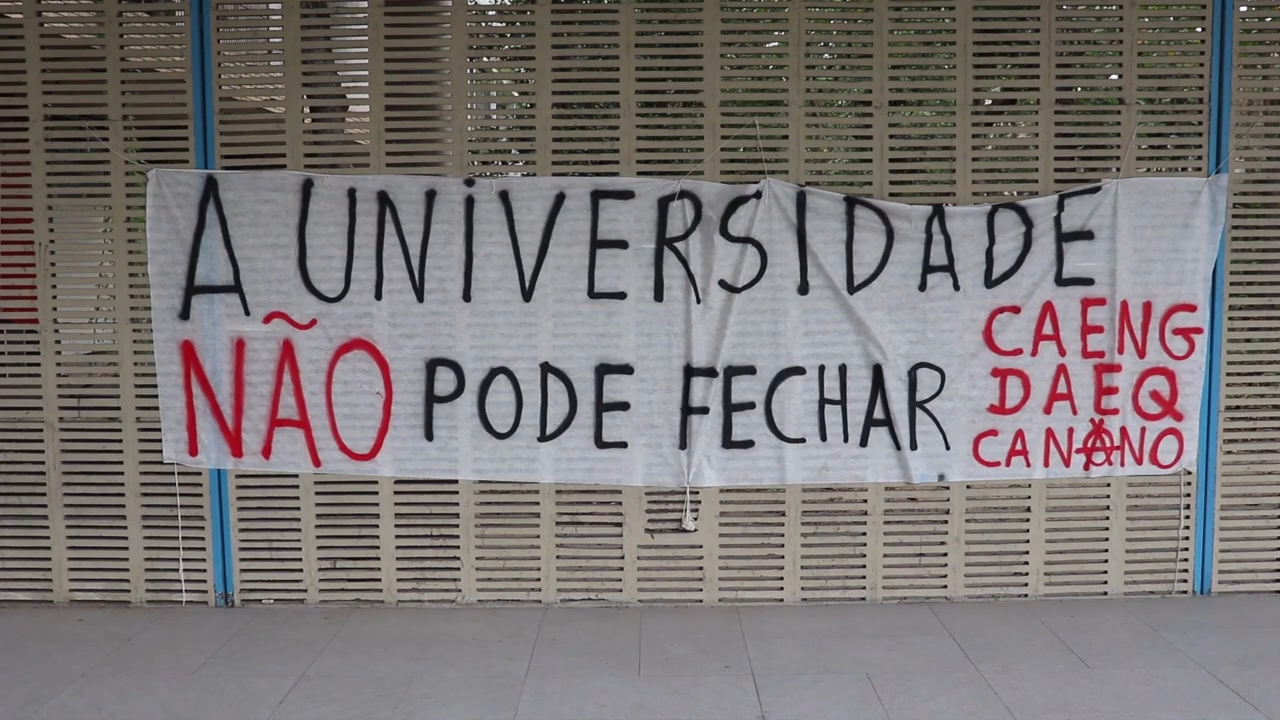 A UNIVERSIDADE
NÃO PODE FECHAR
CAENG
DAEQ
CANANO